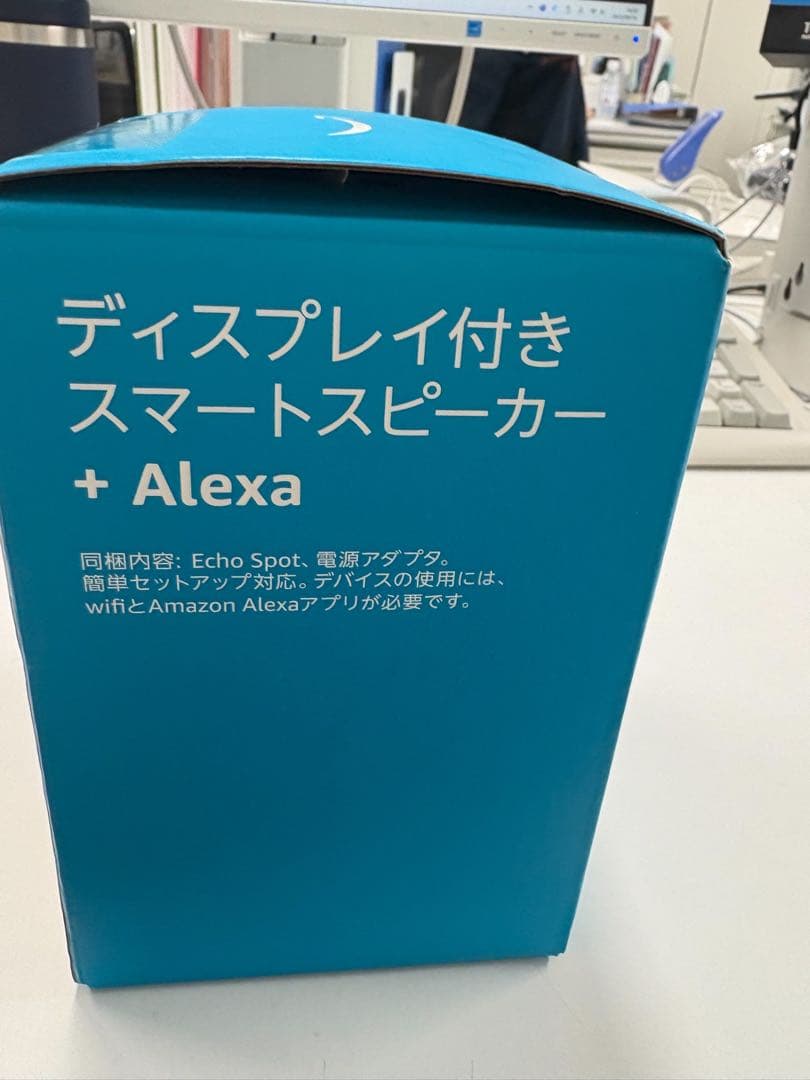 ディスプレイ付き
スマートスピーカー
+ Alexa
同梱内容: Echo Spot、電源アダプタ。
簡単セットアップ対応。デバイスの使用には、
wifiとAmazon Alexaアプリが必要です。